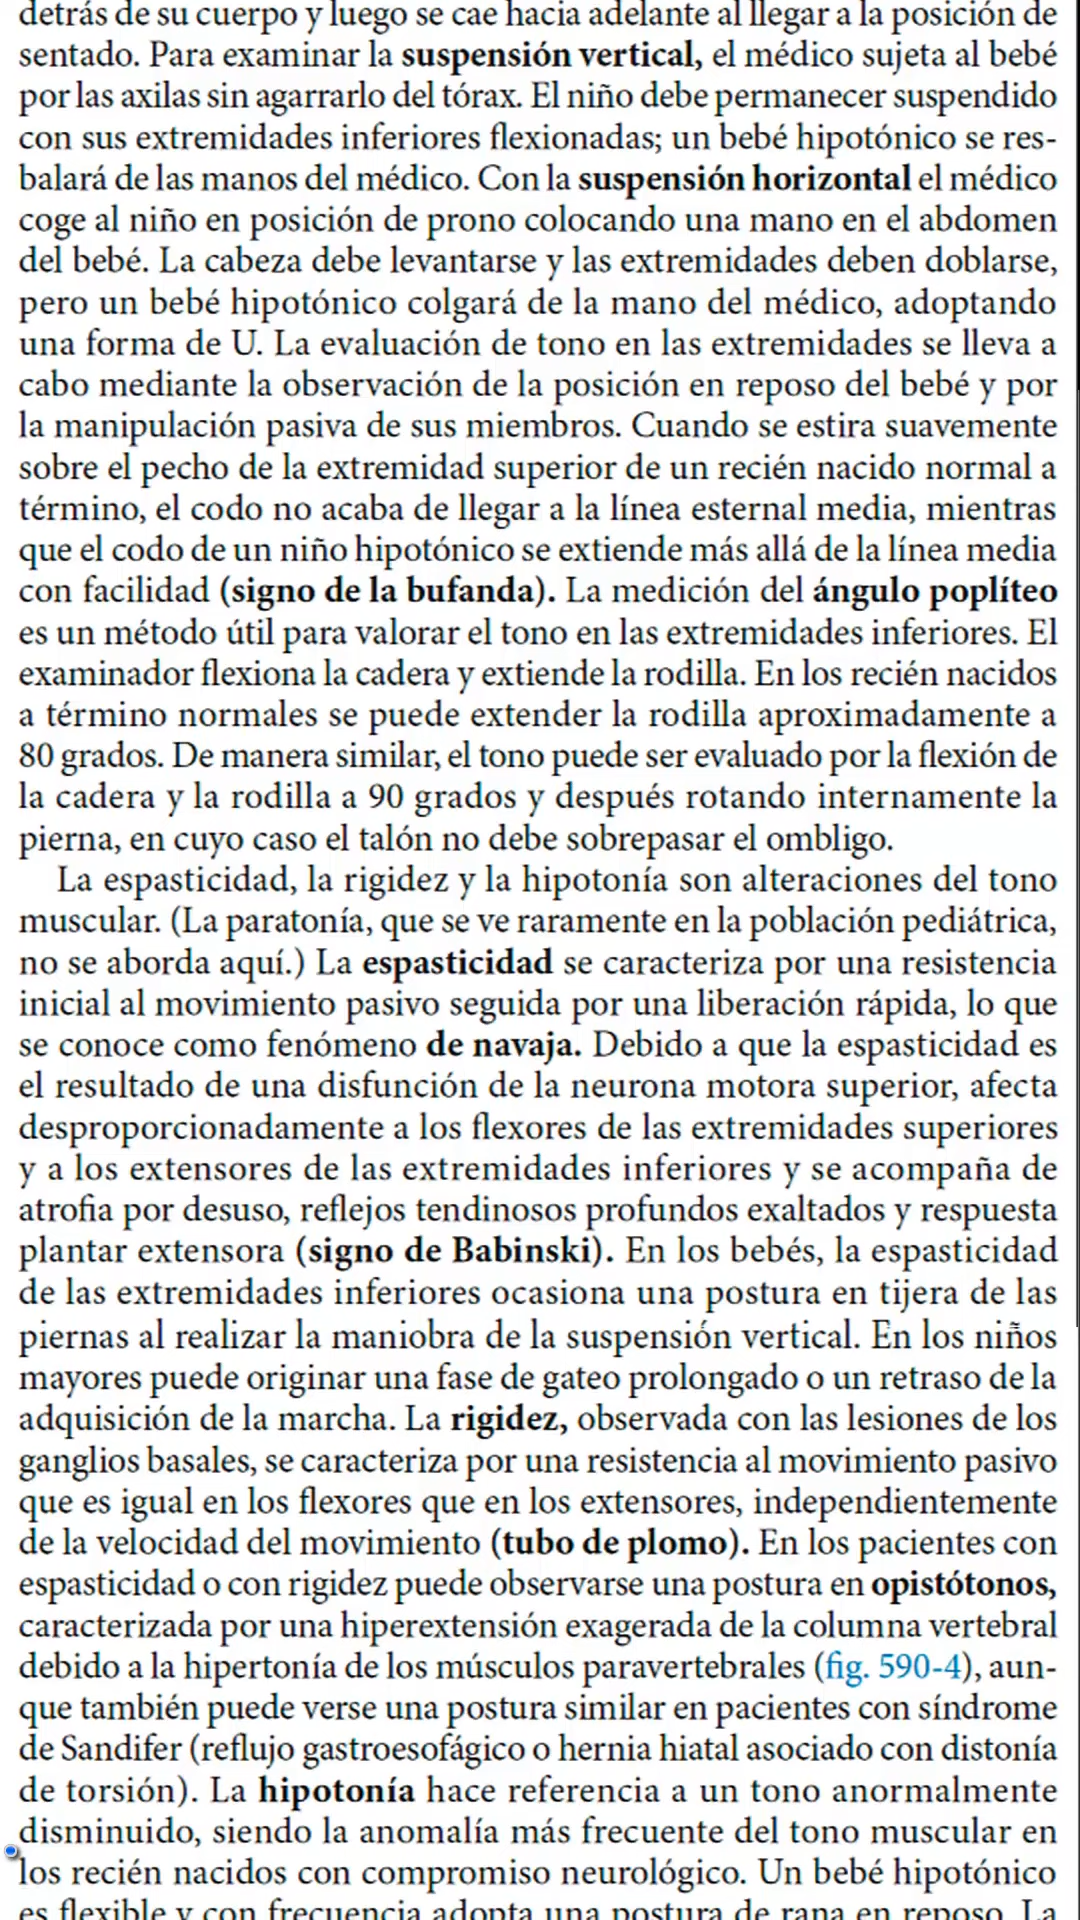 detrás de su cuerpo y luego se cae hacia adelante al llegar a la posición de
sentado. Para examinar la suspensión vertical, el médico sujeta al bebé
por las axilas sin agarrarlo del tórax. El niño debe permanecer suspendido
con sus extremidades inferiores flexionadas; un bebé hipotónico se res-
balará de las manos del médico. Con la suspensión horizontal el médico
coge al niño en posición de prono colocando una mano en el abdomen
del bebé. La cabeza debe levantarse y las extremidades deben doblarse,
pero un bebé hipotónico colgará de la mano del médico, adoptando
una forma de U. La evaluación de tono en las extremidades se lleva a
cabo mediante la observación de la posición en reposo del bebé y por
la manipulación pasiva de sus miembros. Cuando se estira suavemente
sobre el pecho de la extremidad superior de un recién nacido normal a
término, el codo no acaba de llegar a la línea esternal media, mientras
que el codo de un niño hipotónico se extiende más allá de la línea media
con facilidad (signo de la bufanda). La medición del ángulo poplíteo
es un método útil para valorar el tono en las extremidades inferiores. El
examinador flexiona la cadera y extiende la rodilla. En los recién nacidos
a término normales se puede extender la rodilla aproximadamente a
80 grados. De manera similar, el tono puede ser evaluado por la flexión de
la cadera y la rodilla a 90 grados y después rotando internamente la
pierna, en cuyo caso el talón no debe sobrepasar el ombligo.
La espasticidad, la rigidez y la hipotonía son alteraciones del tono
muscular. (La paratonía, que se ve raramente en la población pediátrica,
no se aborda aquí.) La espasticidad se caracteriza por una resistencia
inicial al movimiento pasivo seguida por una liberación rápida, lo que
se conoce como fenómeno de navaja. Debido a que la espasticidad es
el resultado de una disfunción de la neurona motora superior, afecta
desproporcionadamente a los flexores de las extremidades superiores
y a los extensores de las extremidades inferiores y se acompaña de
atrofia por desuso, reflejos tendinosos profundos exaltados y respuesta
plantar extensora (signo de Babinski). En los bebés, la espasticidad
de las extremidades inferiores ocasiona una postura en tijera de las
piernas al realizar la maniobra de la suspensión vertical. En los niños
mayores puede originar una fase de gateo prolongado o un retraso de la
adquisición de la marcha. La rigidez, observada con las lesiones de los
ganglios basales, se caracteriza por una resistencia al movimiento pasivo
que es igual en los flexores que en los extensores, independientemente
de la velocidad del movimiento (tubo de plomo). En los pacientes con
espasticidad o con rigidez puede observarse una postura en opistótonos,
caracterizada por una hiperextensión exagerada de la columna vertebral
debido a la hipertonía de los músculos paravertebrales (fig. 590-4), aun-
que también puede verse una postura similar en pacientes con síndrome
de Sandifer (reflujo gastroesofágico o hernia hiatal asociado con distonía
de torsión). La hipotonía hace referencia a un tono anormalmente
disminuido, siendo la anomalía más frecuente del tono muscular en
los recién nacidos con compromiso neurológico. Un bebé hipotónico
es flexible y con frecuencia adopta una postura de rana en reposo. La